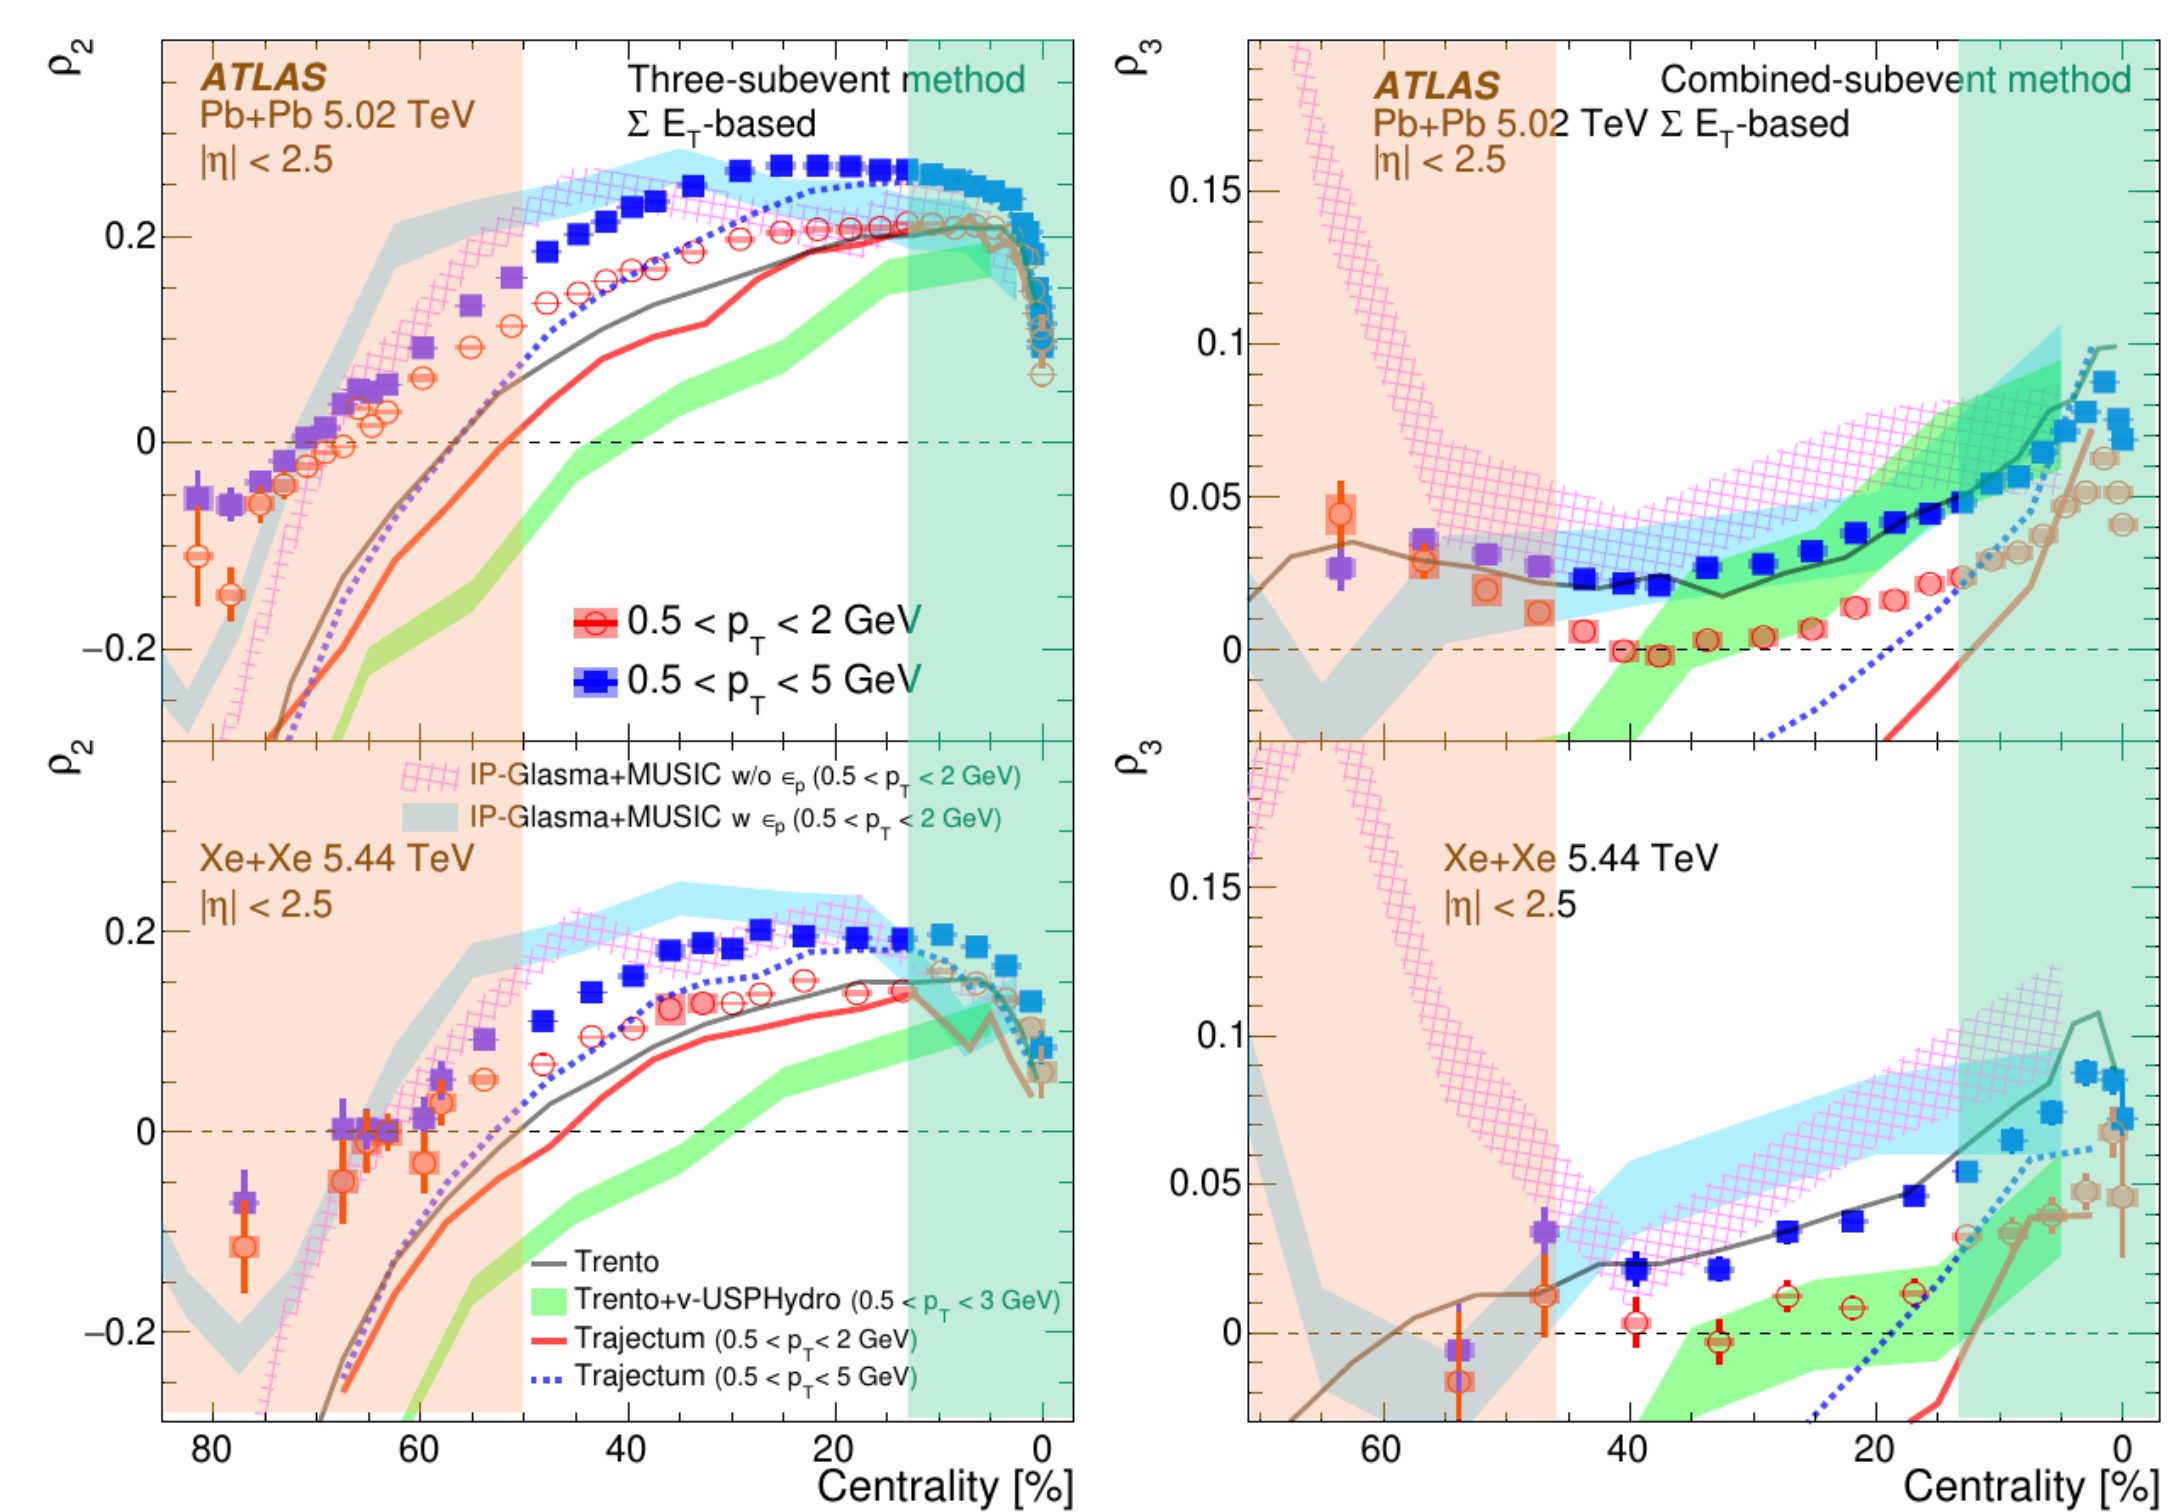 ρ2
ATLAS
Pb+Pb 5.02 TeV
|η| < 2.5
Three-subevent method
Σ ET-based
0.2
0
−0.2
0.5 < pT < 2 GeV
0.5 < pT < 5 GeV
ρ3
ATLAS
Combined-subevent method
Pb+Pb 5.02 TeV Σ ET-based
|η| < 2.5
0.15
0.1
0.05
0
ρ2
IP-Glasma+MUSIC w/o ϵp (0.5 < pT < 2 GeV)
IP-Glasma+MUSIC w ϵp (0.5 < pT < 2 GeV)
Xe+Xe 5.44 TeV
|η| < 2.5
0.2
0
−0.2
Trento
Trento+v-USPHydro (0.5 < pT < 3 GeV)
Trajectum (0.5 < pT < 2 GeV)
Trajectum (0.5 < pT < 5 GeV)
80 60 40 20 0
Centrality [%]
ρ3
Xe+Xe 5.44 TeV
|η| < 2.5
0.15
0.1
0.05
0
60 40 20 0
Centrality [%]